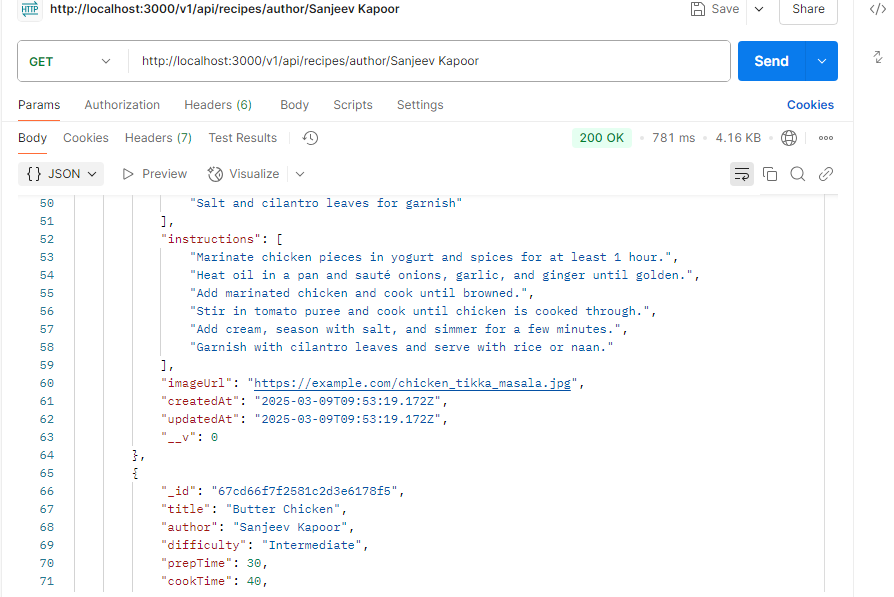 HTTP http://localhost:3000/v1/api/recipes/author/Sanjeev Kapoor Save Share </>
GET http://localhost:3000/v1/api/recipes/author/Sanjeev Kapoor Send
Params Authorization Headers (6) Body Scripts Settings Cookies
Body Cookies Headers (7) Test Results 200 OK • 781 ms • 4.16 KB •
{} JSON Preview Visualize
50 "Salt and cilantro leaves for garnish"
51 ],
52 "instructions": [
53 "Marinate chicken pieces in yogurt and spices for at least 1 hour.",
54 "Heat oil in a pan and sauté onions, garlic, and ginger until golden.",
55 "Add marinated chicken and cook until browned.",
56 "Stir in tomato puree and cook until chicken is cooked through.",
57 "Add cream, season with salt, and simmer for a few minutes.",
58 "Garnish with cilantro leaves and serve with rice or naan."
59 ],
60 "imageUrl": "https://example.com/chicken_tikka_masala.jpg",
61 "createdAt": "2025-03-09T09:53:19.172Z",
62 "updatedAt": "2025-03-09T09:53:19.172Z",
63 "__v": 0
64 },
65 {
66 "_id": "67cd66f7f2581c2d3e6178f5",
67 "title": "Butter Chicken",
68 "author": "Sanjeev Kapoor",
69 "difficulty": "Intermediate",
70 "prepTime": 30,
71 "cookTime": 40,